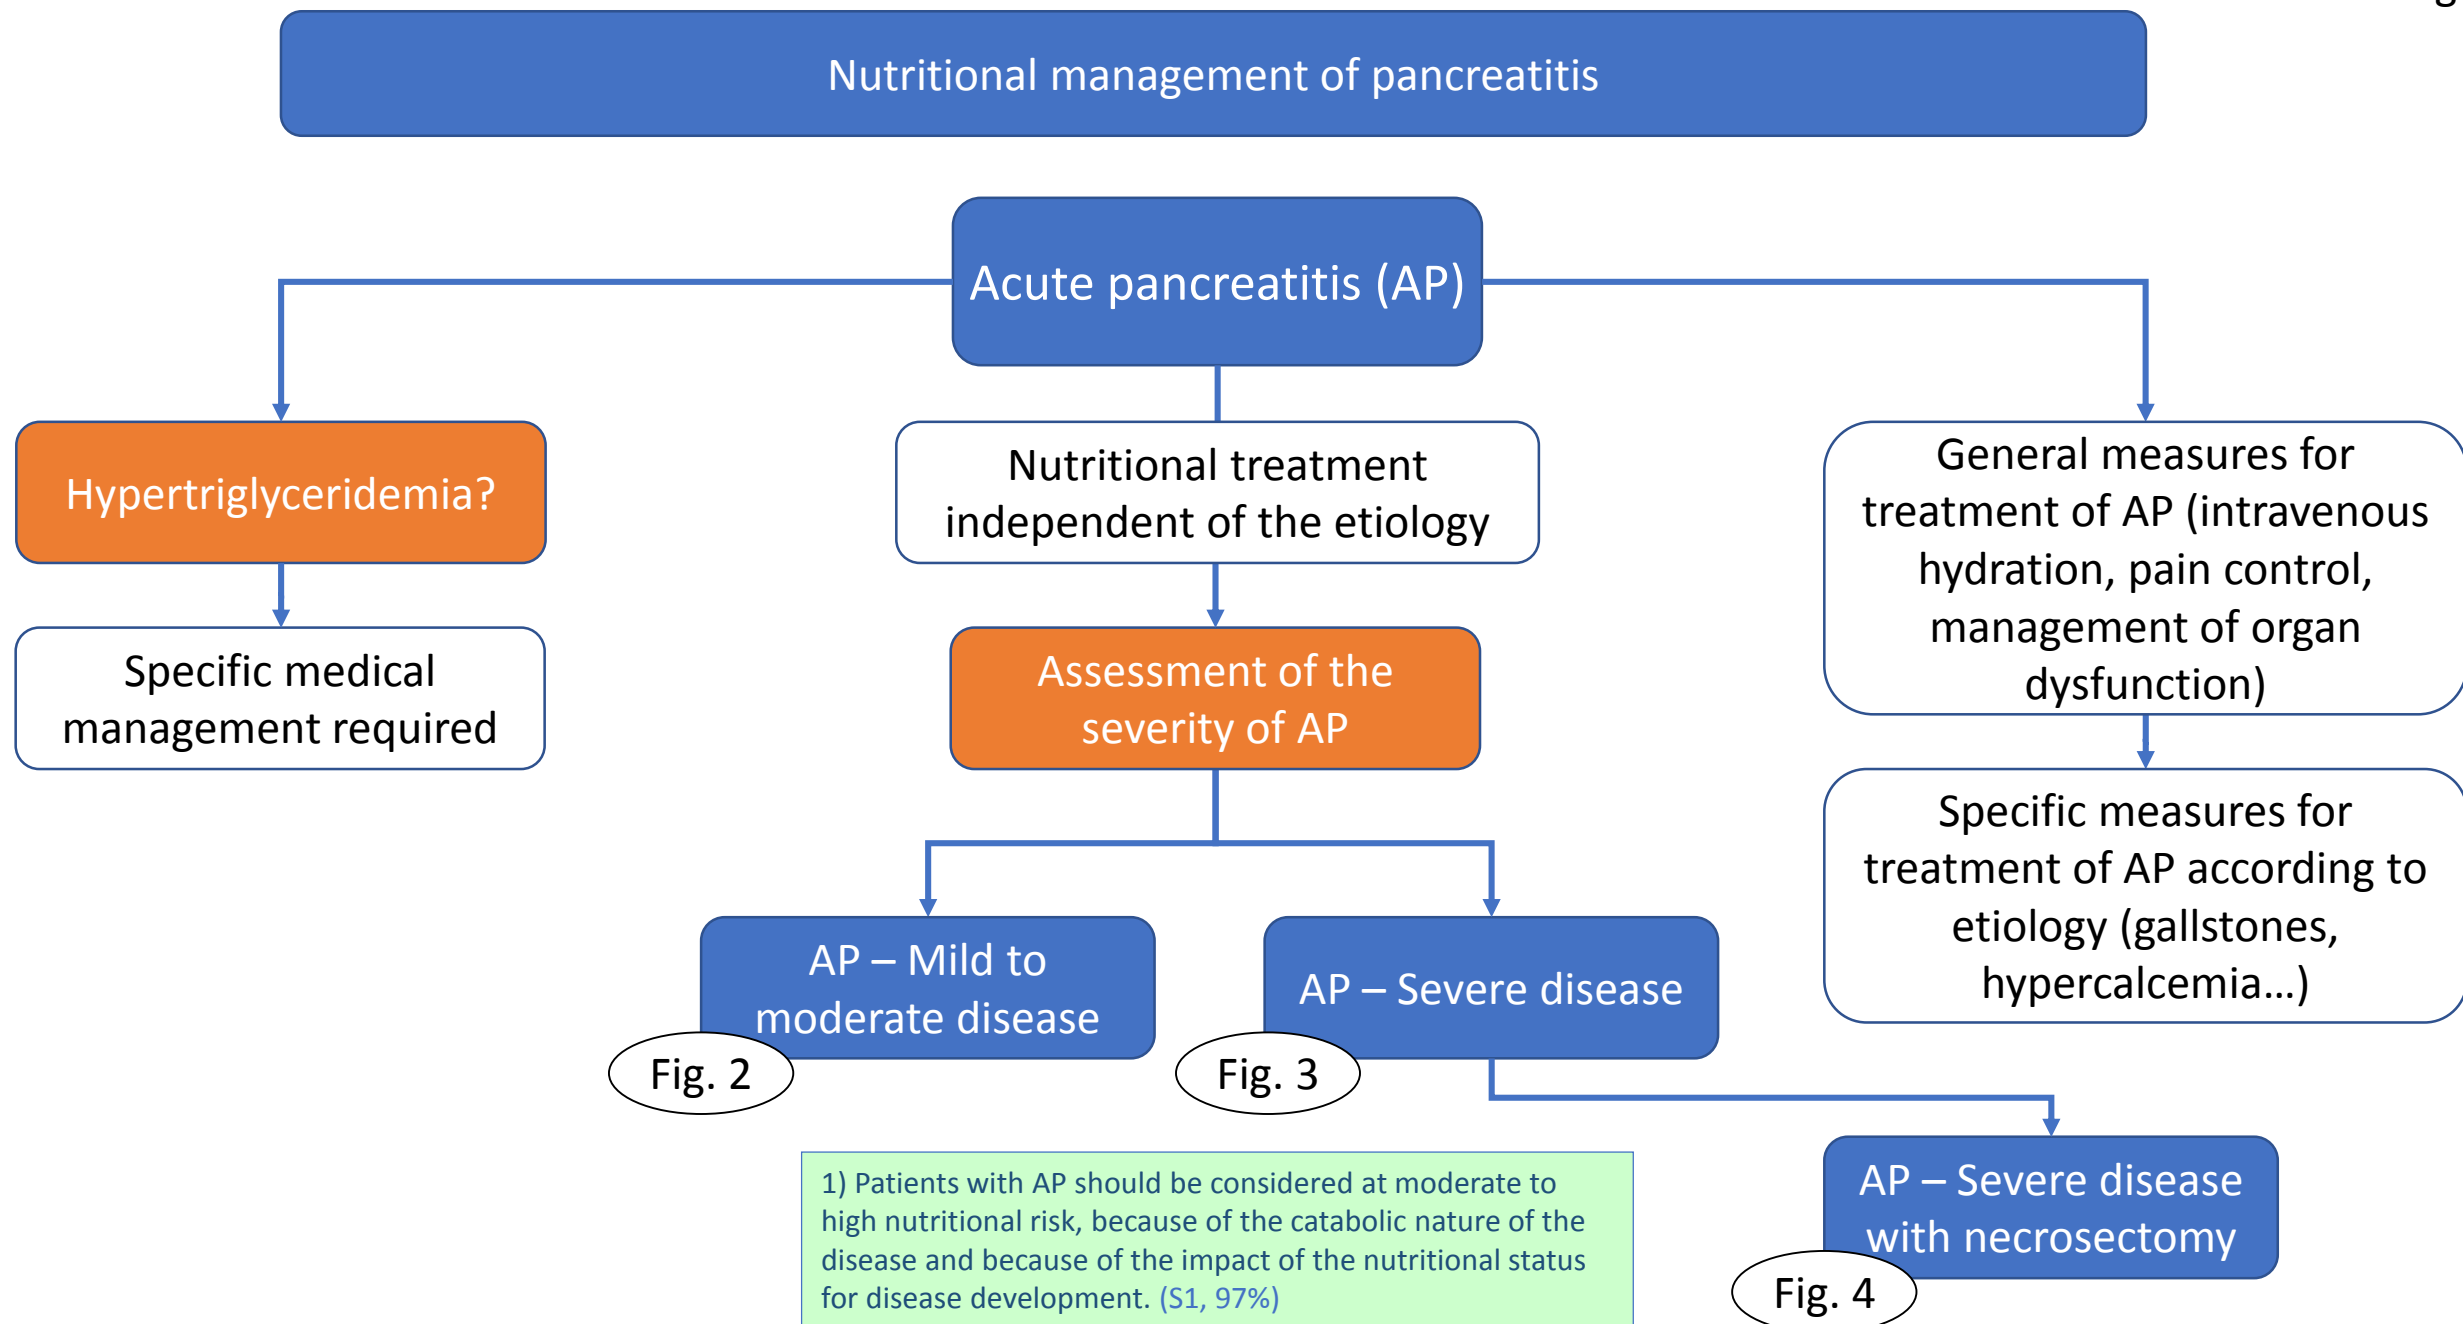 Nutritional management of pancreatitis
Acute pancreatitis (AP)
Hypertriglyceridemia?
Specific medical
management required
Nutritional treatment
independent of the etiology
Assessment of the
severity of AP
AP – Mild to
moderate disease
Fig. 2
AP – Severe disease
Fig. 3
AP – Severe disease
with necrosectomy
Fig. 4
General measures for
treatment of AP (intravenous
hydration, pain control,
management of organ
dysfunction)
Specific measures for
treatment of AP according to
etiology (gallstones,
hypercalcemia...)
1) Patients with AP should be considered at moderate to
high nutritional risk, because of the catabolic nature of the
disease and because of the impact of the nutritional status
for disease development. (S1, 97%)